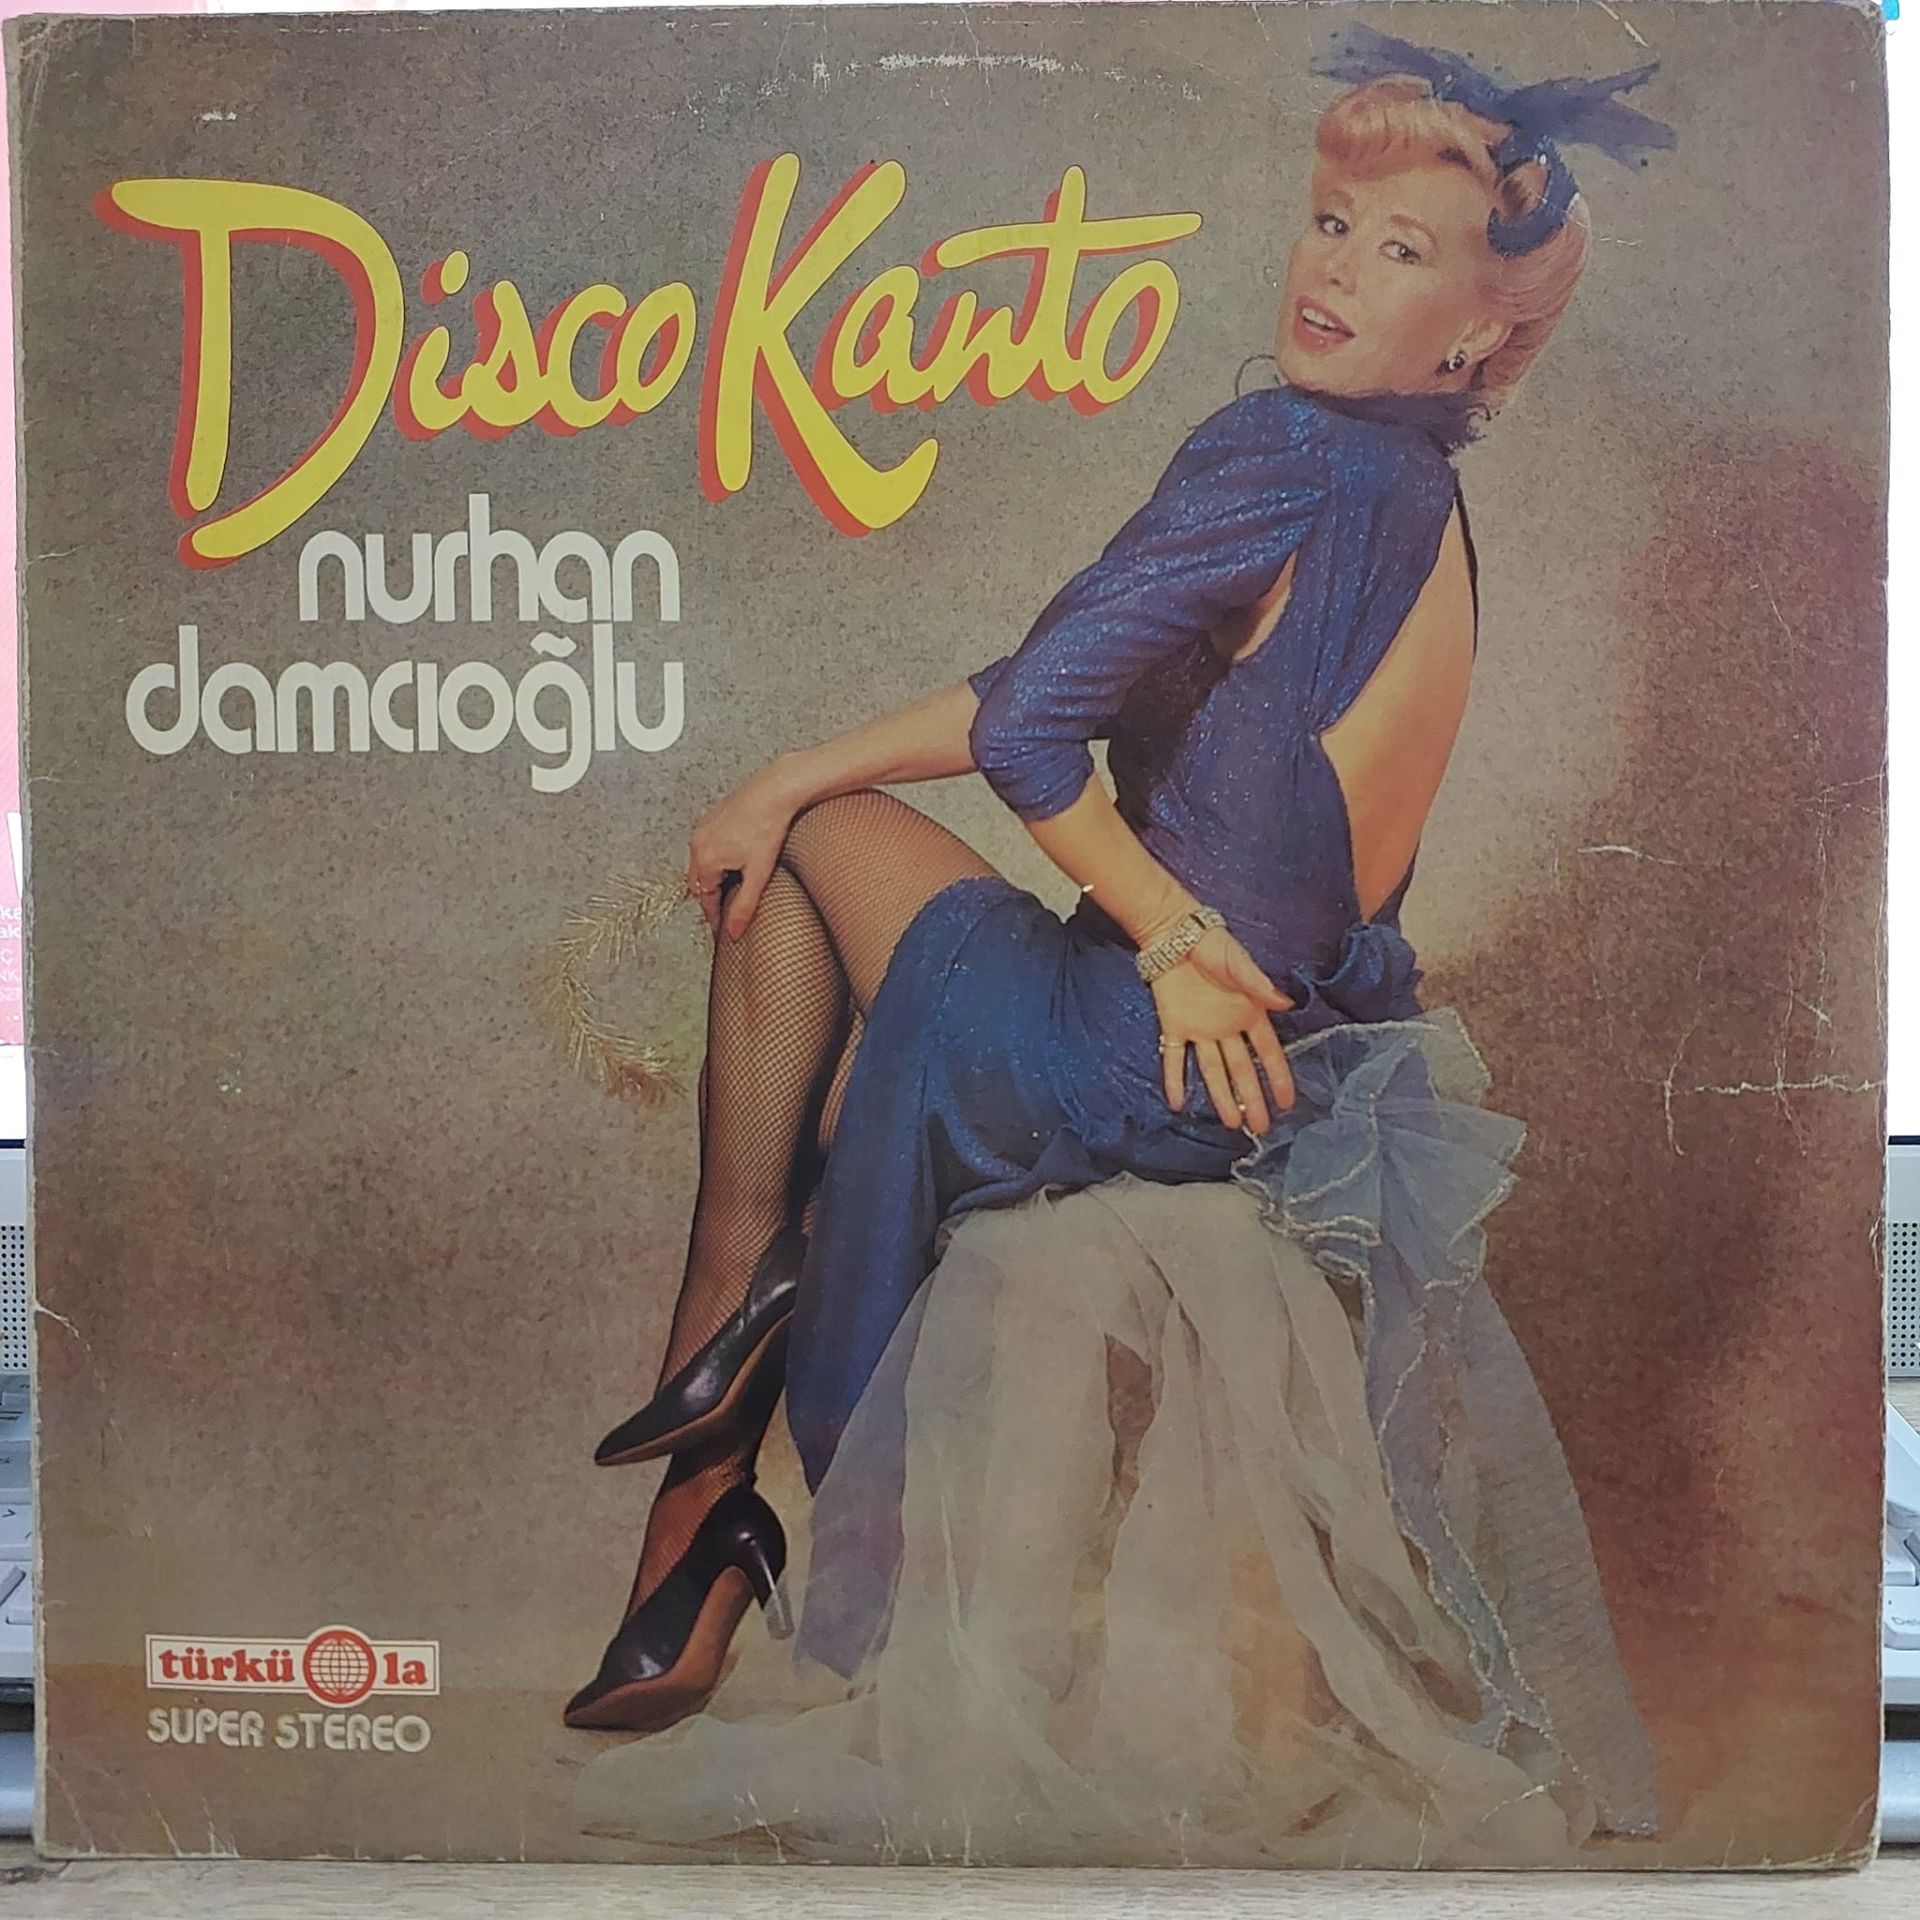 Disco Kanto
nurhan
damcıoğlu
türkü la
SUPER STEREO